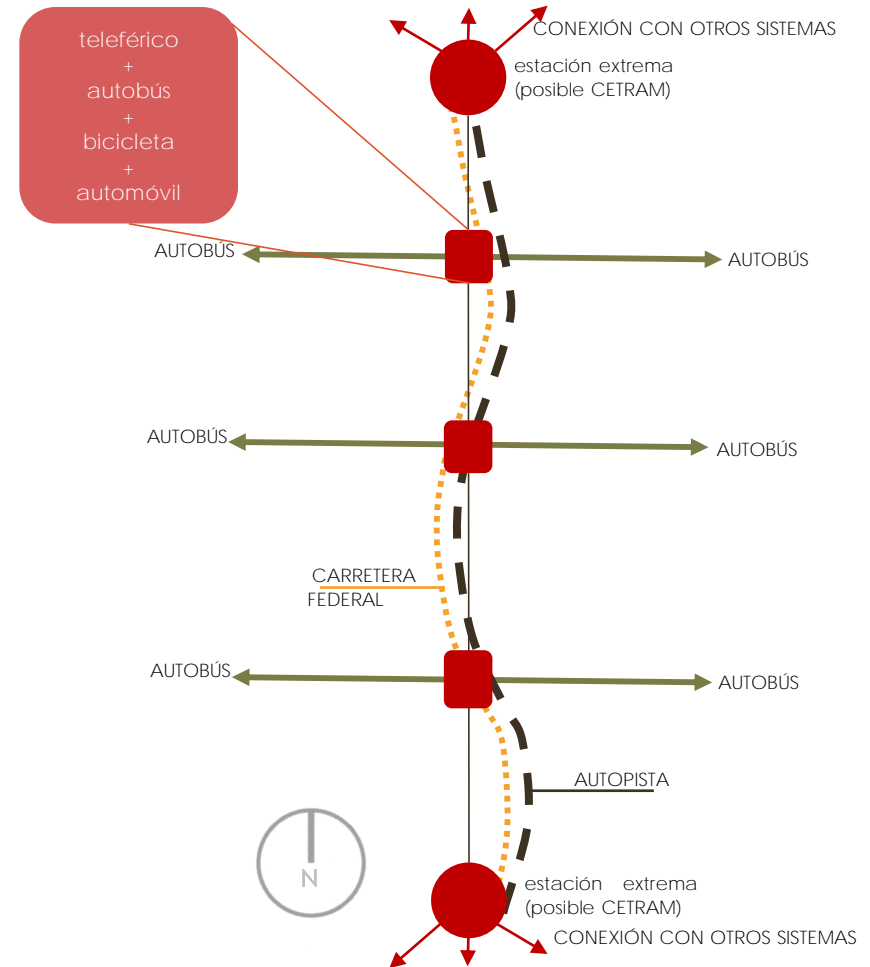 teleférico
+
autobús
+
bicicleta
+
automóvil
CONEXIÓN CON OTROS SISTEMAS
estación extrema
(posible CETRAM)
AUTOBÚS
AUTOBÚS
AUTOBÚS
AUTOBÚS
CARRETERA
FEDERAL
AUTOBÚS
AUTOBÚS
AUTOPISTA
N
estación extrema
(posible CETRAM)
CONEXIÓN CON OTROS SISTEMAS